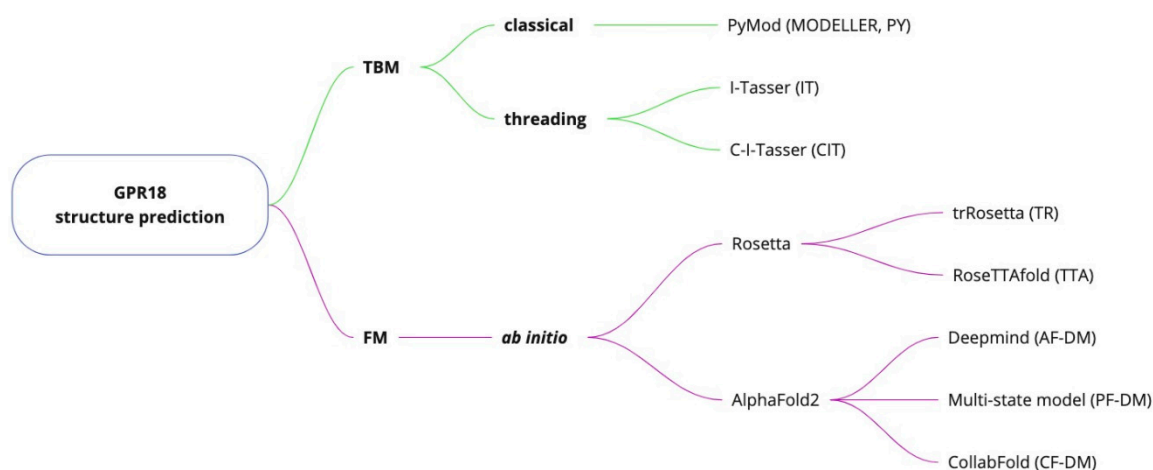 GPR18
structure prediction
TBM
classical
PyMod (MODELLER, PY)
threading
I-Tasser (IT)
C-I-Tasser (CIT)
FM
ab initio
Rosetta
trRosetta (TR)
RoseTTAfold (TTA)
AlphaFold2
Deepmind (AF-DM)
Multi-state model (PF-DM)
CollabFold (CF-DM)